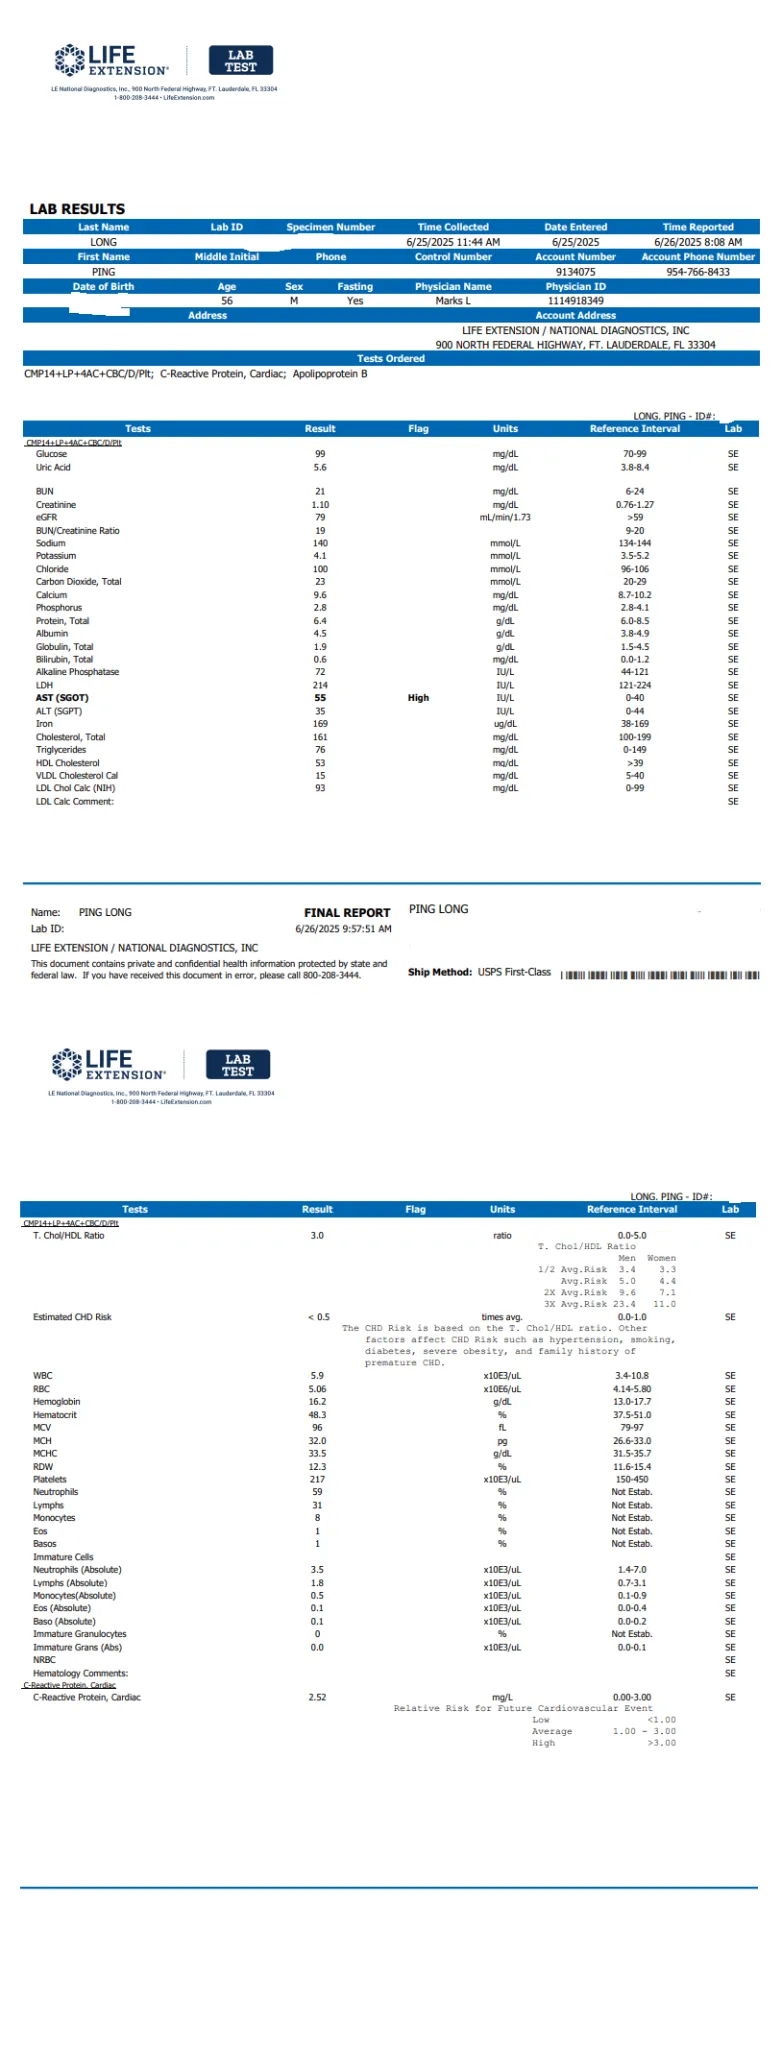 LIFE EXTENSION® LAB TEST
LE National Diagnostics, Inc., 900 North Federal Highway, FT. Lauderdale, FL 33304
1-800-208-3444 • LifeExtension.com
LAB RESULTS
Last Name Lab ID Specimen Number Time Collected Date Entered Time Reported
LONG 6/25/2025 11:44 AM 6/25/2025 6/26/2025 8:08 AM
First Name Middle Initial Phone Control Number Account Number Account Phone Number
PING 9134075 954-766-8433
Date of Birth Age Sex Fasting Physician Name Physician ID
56 M Yes Marks L 1114918349
Address Account Address
LIFE EXTENSION / NATIONAL DIAGNOSTICS, INC
900 NORTH FEDERAL HIGHWAY, FT. LAUDERDALE, FL 33304
Tests Ordered
CMP14+LP+4AC+CBC/D/Plt; C-Reactive Protein, Cardiac; Apolipoprotein B
LONG, PING - ID#:
Tests Result Flag Units Reference Interval Lab
CMP14+LP+4AC+CBC/D/Plt
Glucose 99 mg/dL 70-99 SE
Uric Acid 5.6 mg/dL 3.8-8.4 SE
BUN 21 mg/dL 6-24 SE
Creatinine 1.10 mg/dL 0.76-1.27 SE
eGFR 79 mL/min/1.73 >59 SE
BUN/Creatinine Ratio 19 9-20 SE
Sodium 140 mmol/L 134-144 SE
Potassium 4.1 mmol/L 3.5-5.2 SE
Chloride 100 mmol/L 96-106 SE
Carbon Dioxide, Total 23 mmol/L 20-29 SE
Calcium 9.6 mg/dL 8.7-10.2 SE
Phosphorus 2.8 mg/dL 2.8-4.1 SE
Protein, Total 6.4 g/dL 6.0-8.5 SE
Albumin 4.5 g/dL 3.8-4.9 SE
Globulin, Total 1.9 g/dL 1.5-4.5 SE
Bilirubin, Total 0.6 mg/dL 0.0-1.2 SE
Alkaline Phosphatase 72 IU/L 44-121 SE
LDH 214 IU/L 121-224 SE
AST (SGOT) 55 High IU/L 0-40 SE
ALT (SGPT) 35 IU/L 0-44 SE
Iron 169 ug/dL 38-169 SE
Cholesterol, Total 161 mg/dL 100-199 SE
Triglycerides 76 mg/dL 0-149 SE
HDL Cholesterol 53 mg/dL >39 SE
VLDL Cholesterol Cal 15 mg/dL 5-40 SE
LDL Chol Calc (NIH) 93 mg/dL 0-99 SE
LDL Calc Comment: SE
Name: PING LONG FINAL REPORT PING LONG
Lab ID: 6/26/2025 9:57:51 AM
LIFE EXTENSION / NATIONAL DIAGNOSTICS, INC
This document contains private and confidential health information protected by state and
federal law. If you have received this document in error, please call 800-208-3444.
Ship Method: USPS First-Class
LIFE EXTENSION® LAB TEST
LE National Diagnostics, Inc., 900 North Federal Highway, FT. Lauderdale, FL 33304
1-800-208-3444 • LifeExtension.com
LONG, PING - ID#:
Tests Result Flag Units Reference Interval Lab
CMP14+LP+4AC+CBC/D/Plt
T. Chol/HDL Ratio 3.0 ratio 0.0-5.0 SE
T. Chol/HDL Ratio
Men Women
1/2 Avg.Risk 3.4 3.3
Avg.Risk 5.0 4.4
2X Avg.Risk 9.6 7.1
3X Avg.Risk 23.4 11.0
Estimated CHD Risk < 0.5 times avg. 0.0-1.0 SE
The CHD Risk is based on the T. Chol/HDL ratio. Other
factors affect CHD Risk such as hypertension, smoking,
diabetes, severe obesity, and family history of
premature CHD.
WBC 5.9 x10E3/uL 3.4-10.8 SE
RBC 5.06 x10E6/uL 4.14-5.80 SE
Hemoglobin 16.2 g/dL 13.0-17.7 SE
Hematocrit 48.3 % 37.5-51.0 SE
MCV 96 fL 79-97 SE
MCH 32.0 pg 26.6-33.0 SE
MCHC 33.5 g/dL 31.5-35.7 SE
RDW 12.3 % 11.6-15.4 SE
Platelets 217 x10E3/uL 150-450 SE
Neutrophils 59 % Not Estab. SE
Lymphs 31 % Not Estab. SE
Monocytes 8 % Not Estab. SE
Eos 1 % Not Estab. SE
Basos 1 % Not Estab. SE
Immature Cells SE
Neutrophils (Absolute) 3.5 x10E3/uL 1.4-7.0 SE
Lymphs (Absolute) 1.8 x10E3/uL 0.7-3.1 SE
Monocytes(Absolute) 0.5 x10E3/uL 0.1-0.9 SE
Eos (Absolute) 0.1 x10E3/uL 0.0-0.4 SE
Baso (Absolute) 0.1 x10E3/uL 0.0-0.2 SE
Immature Granulocytes 0 % Not Estab. SE
Immature Grans (Abs) 0.0 x10E3/uL 0.0-0.1 SE
NRBC SE
Hematology Comments: SE
C-Reactive Protein, Cardiac
C-Reactive Protein, Cardiac 2.52 mg/L 0.00-3.00 SE
Relative Risk for Future Cardiovascular Event
Low <1.00
Average 1.00 - 3.00
High >3.00